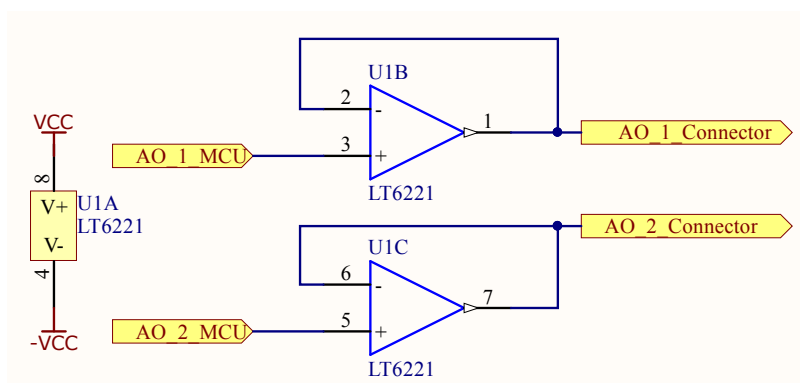 U1B
2
-
1
AO_1_Connector
AO_1_MCU
3
+
LT6221
VCC
8
V+
U1A
LT6221
V-
4
-VCC
AO_2_Connector
U1C
6
-
7
AO_2_MCU
5
+
LT6221